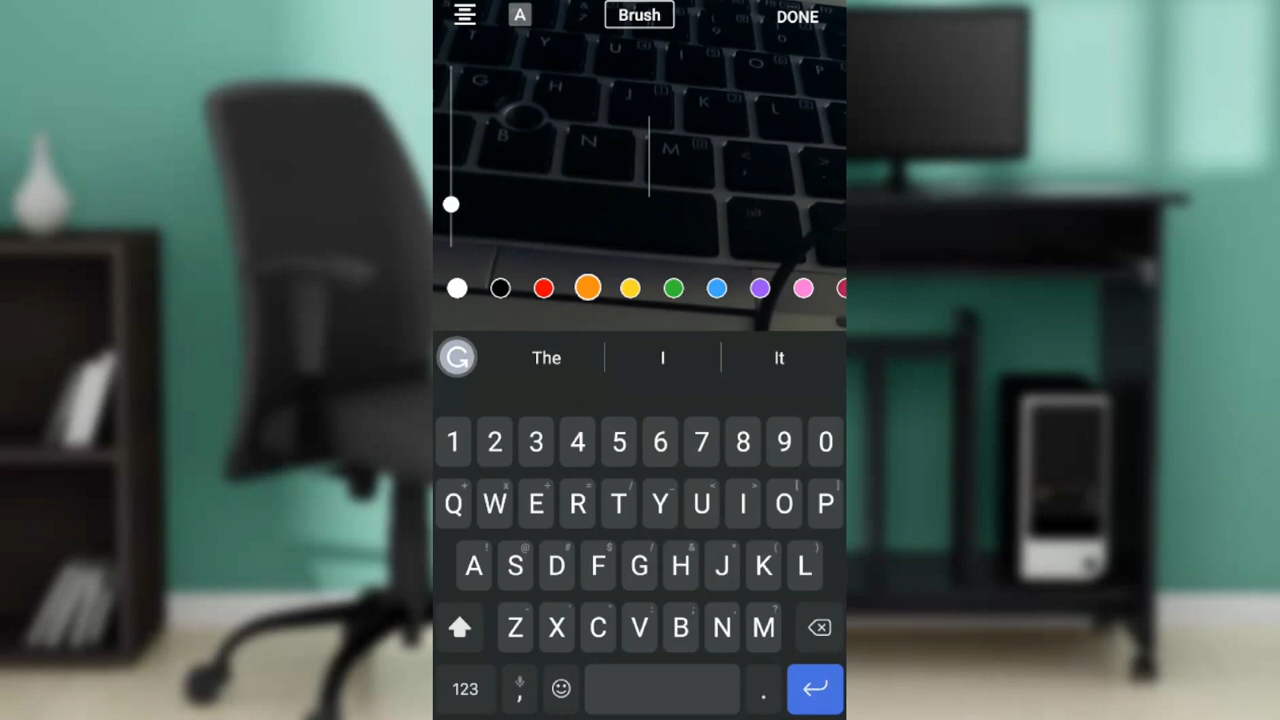 A Brush DONE
T Y U I O P
G H J K L
B N M
The I It
1 2 3 4 5 6 7 8 9 0
Q W E R T Y U I O P
A S D F G H J K L
Z X C V B N M
123 , .